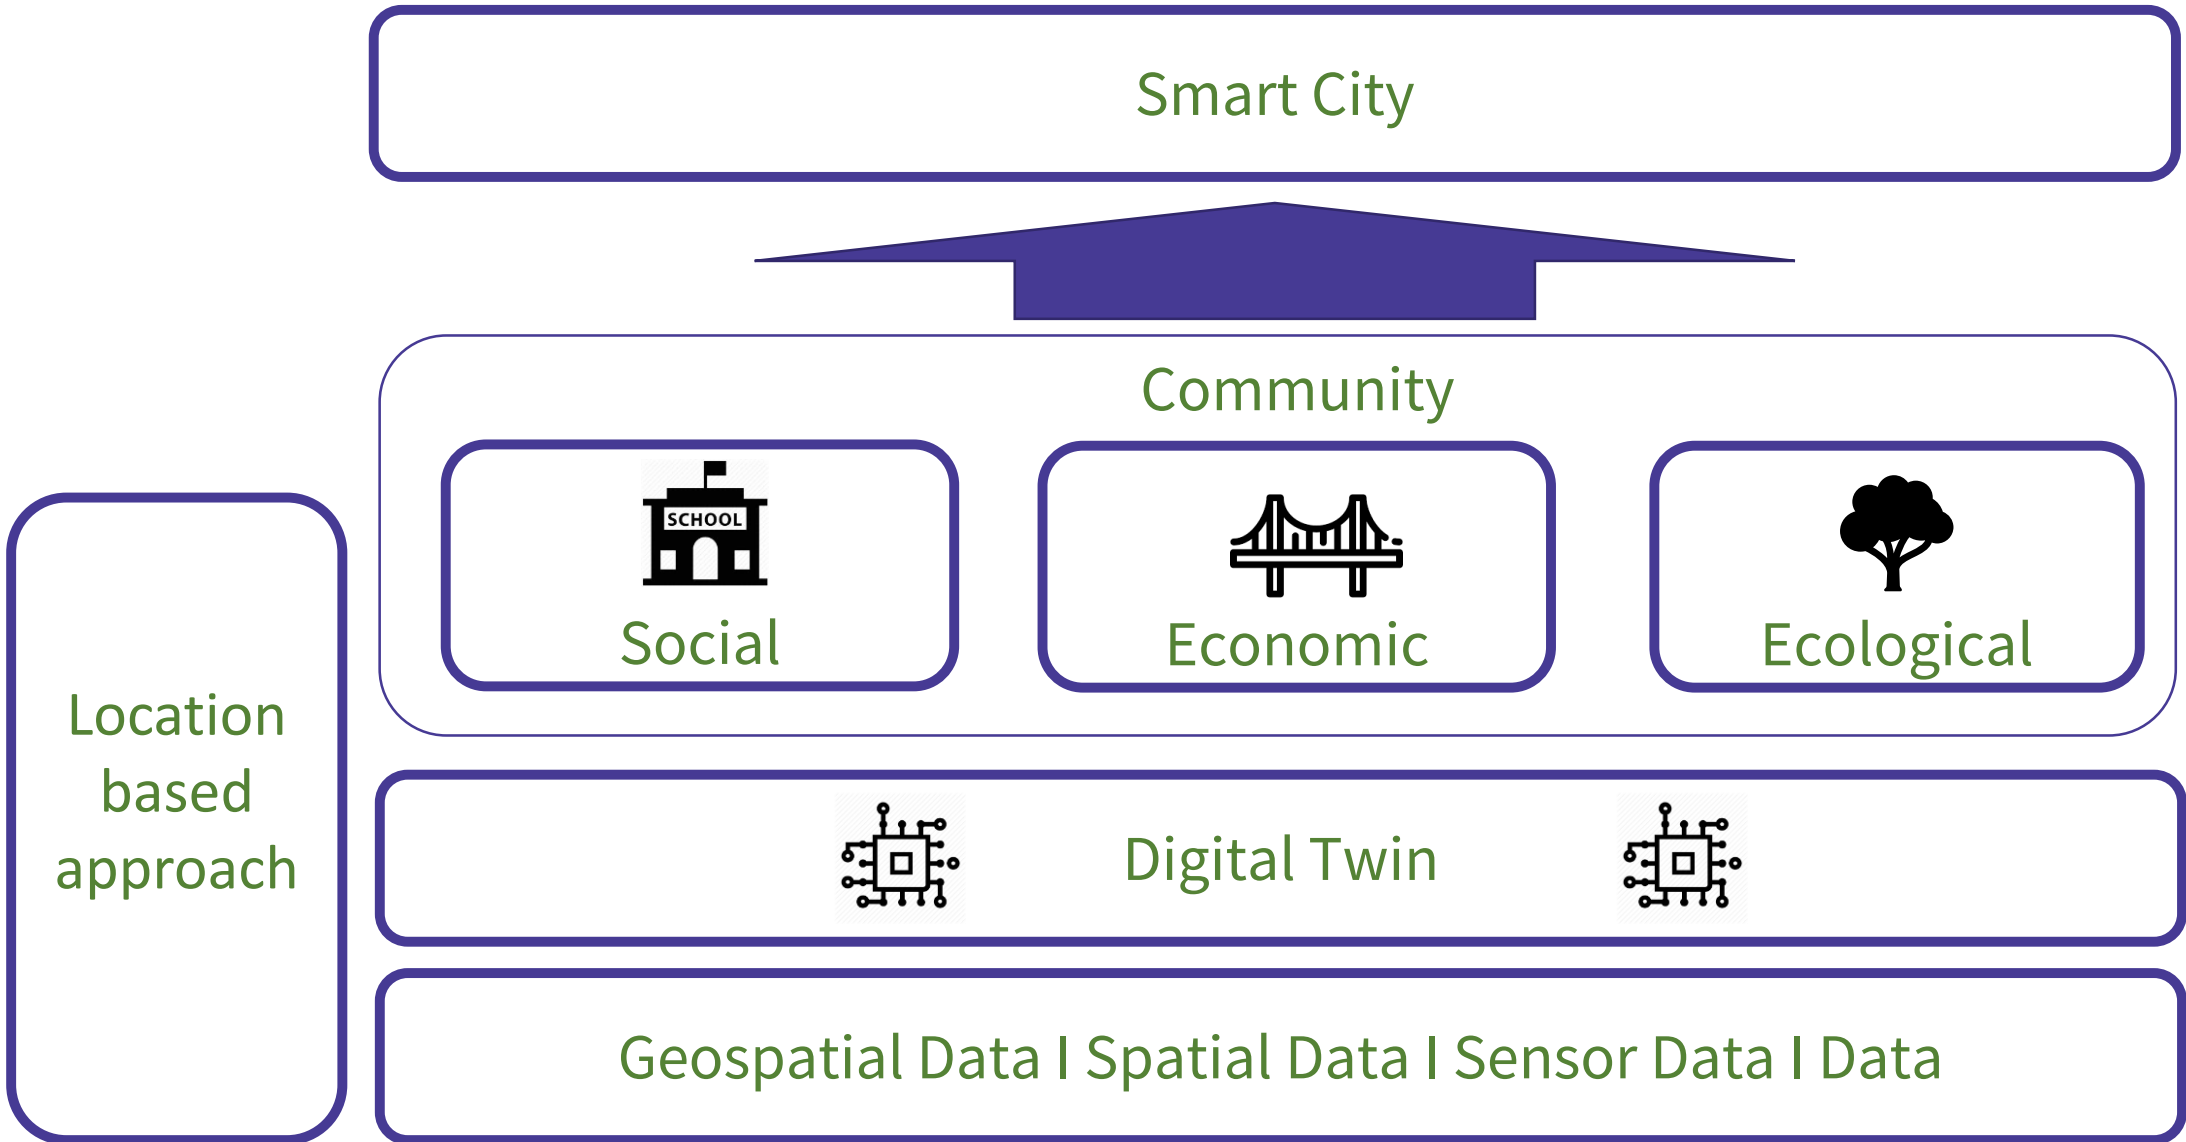 Smart City
Community
SCHOOL
Social
Economic
Ecological
Location
based
approach
Digital Twin
Geospatial Data I Spatial Data I Sensor Data I Data